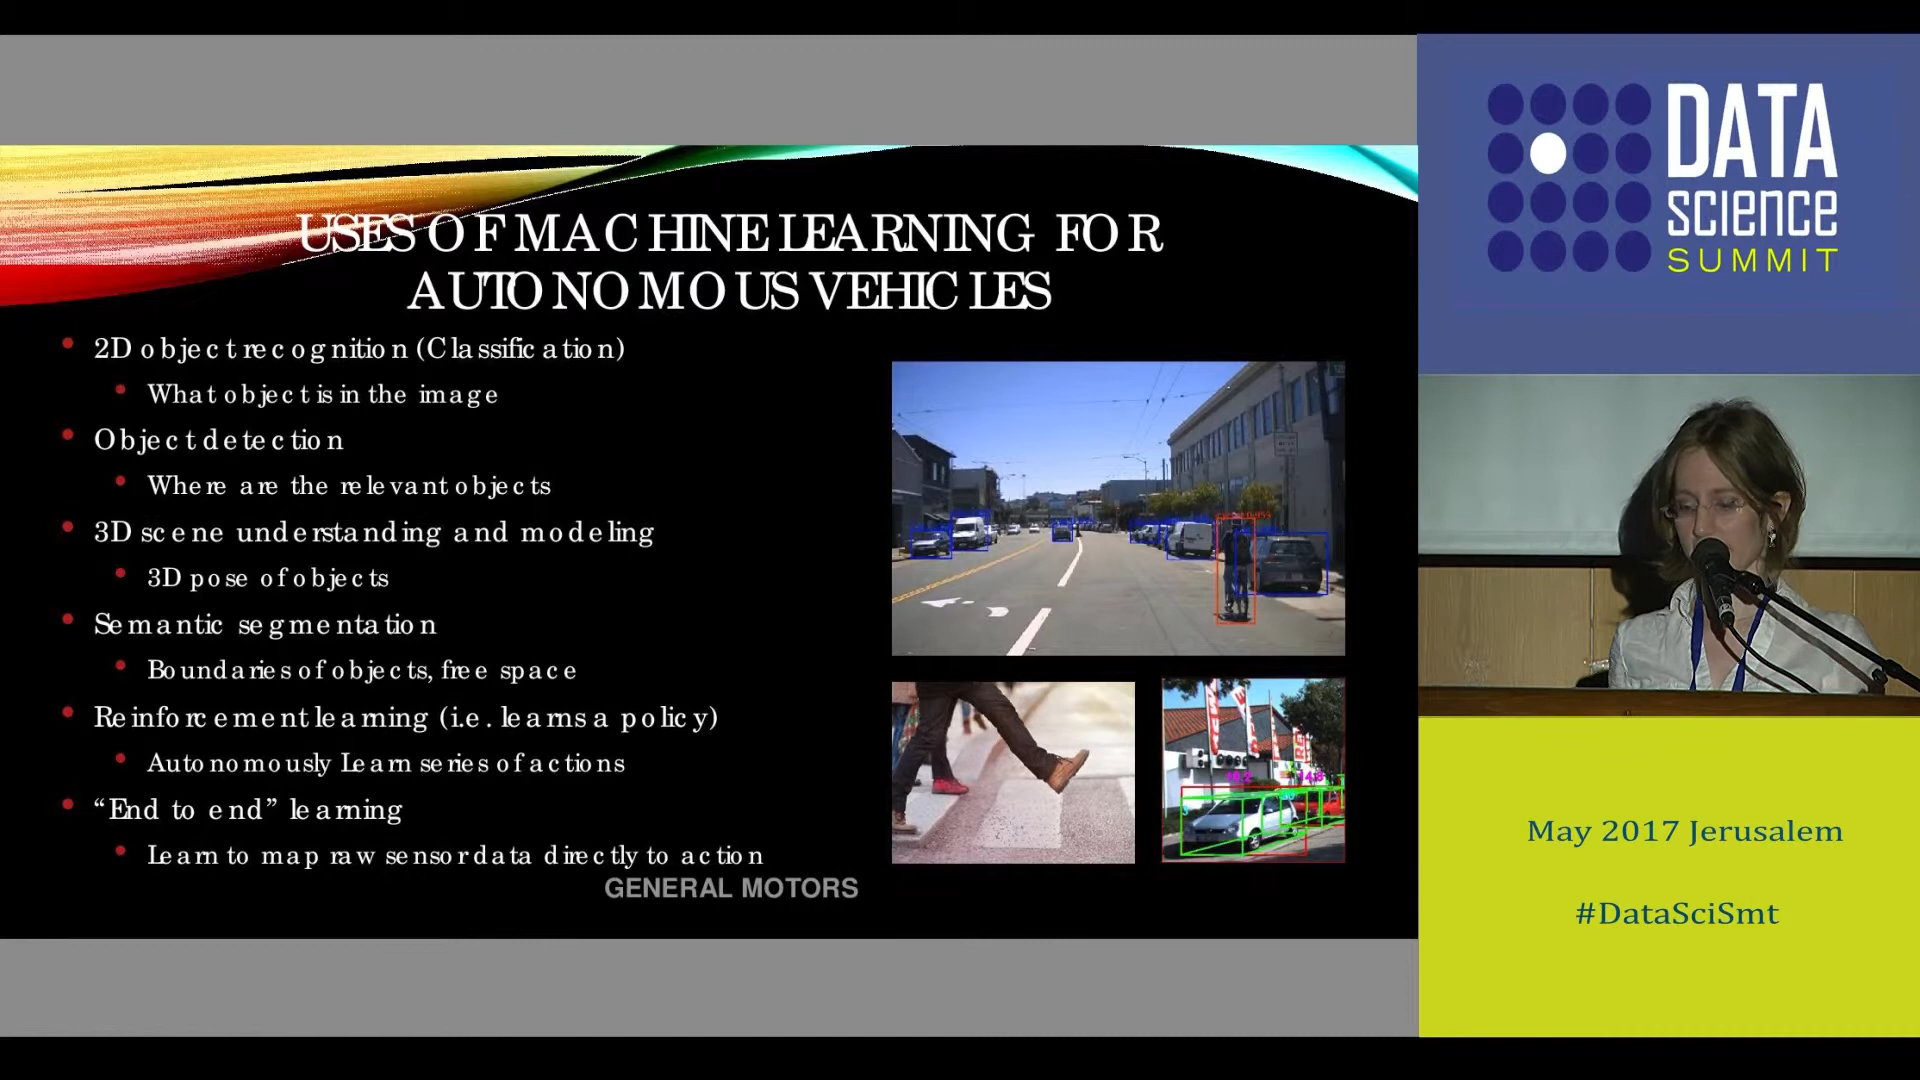 USES OF MACHINE LEARNING FOR
AUTONOMOUS VEHICLES
• 2D object recognition (Classification)
• What object is in the image
• Object detection
• Where are the relevant objects
• 3D scene understanding and modeling
• 3D pose of objects
• Semantic segmentation
• Boundaries of objects, free space
• Reinforcement learning (i.e. learns a policy)
• Autonomously Learn series of actions
• “End to end” learning
• Learn to map raw sensor data directly to action
GENERAL MOTORS
DATA
science
SUMMIT
May 2017 Jerusalem
#DataSciSmt